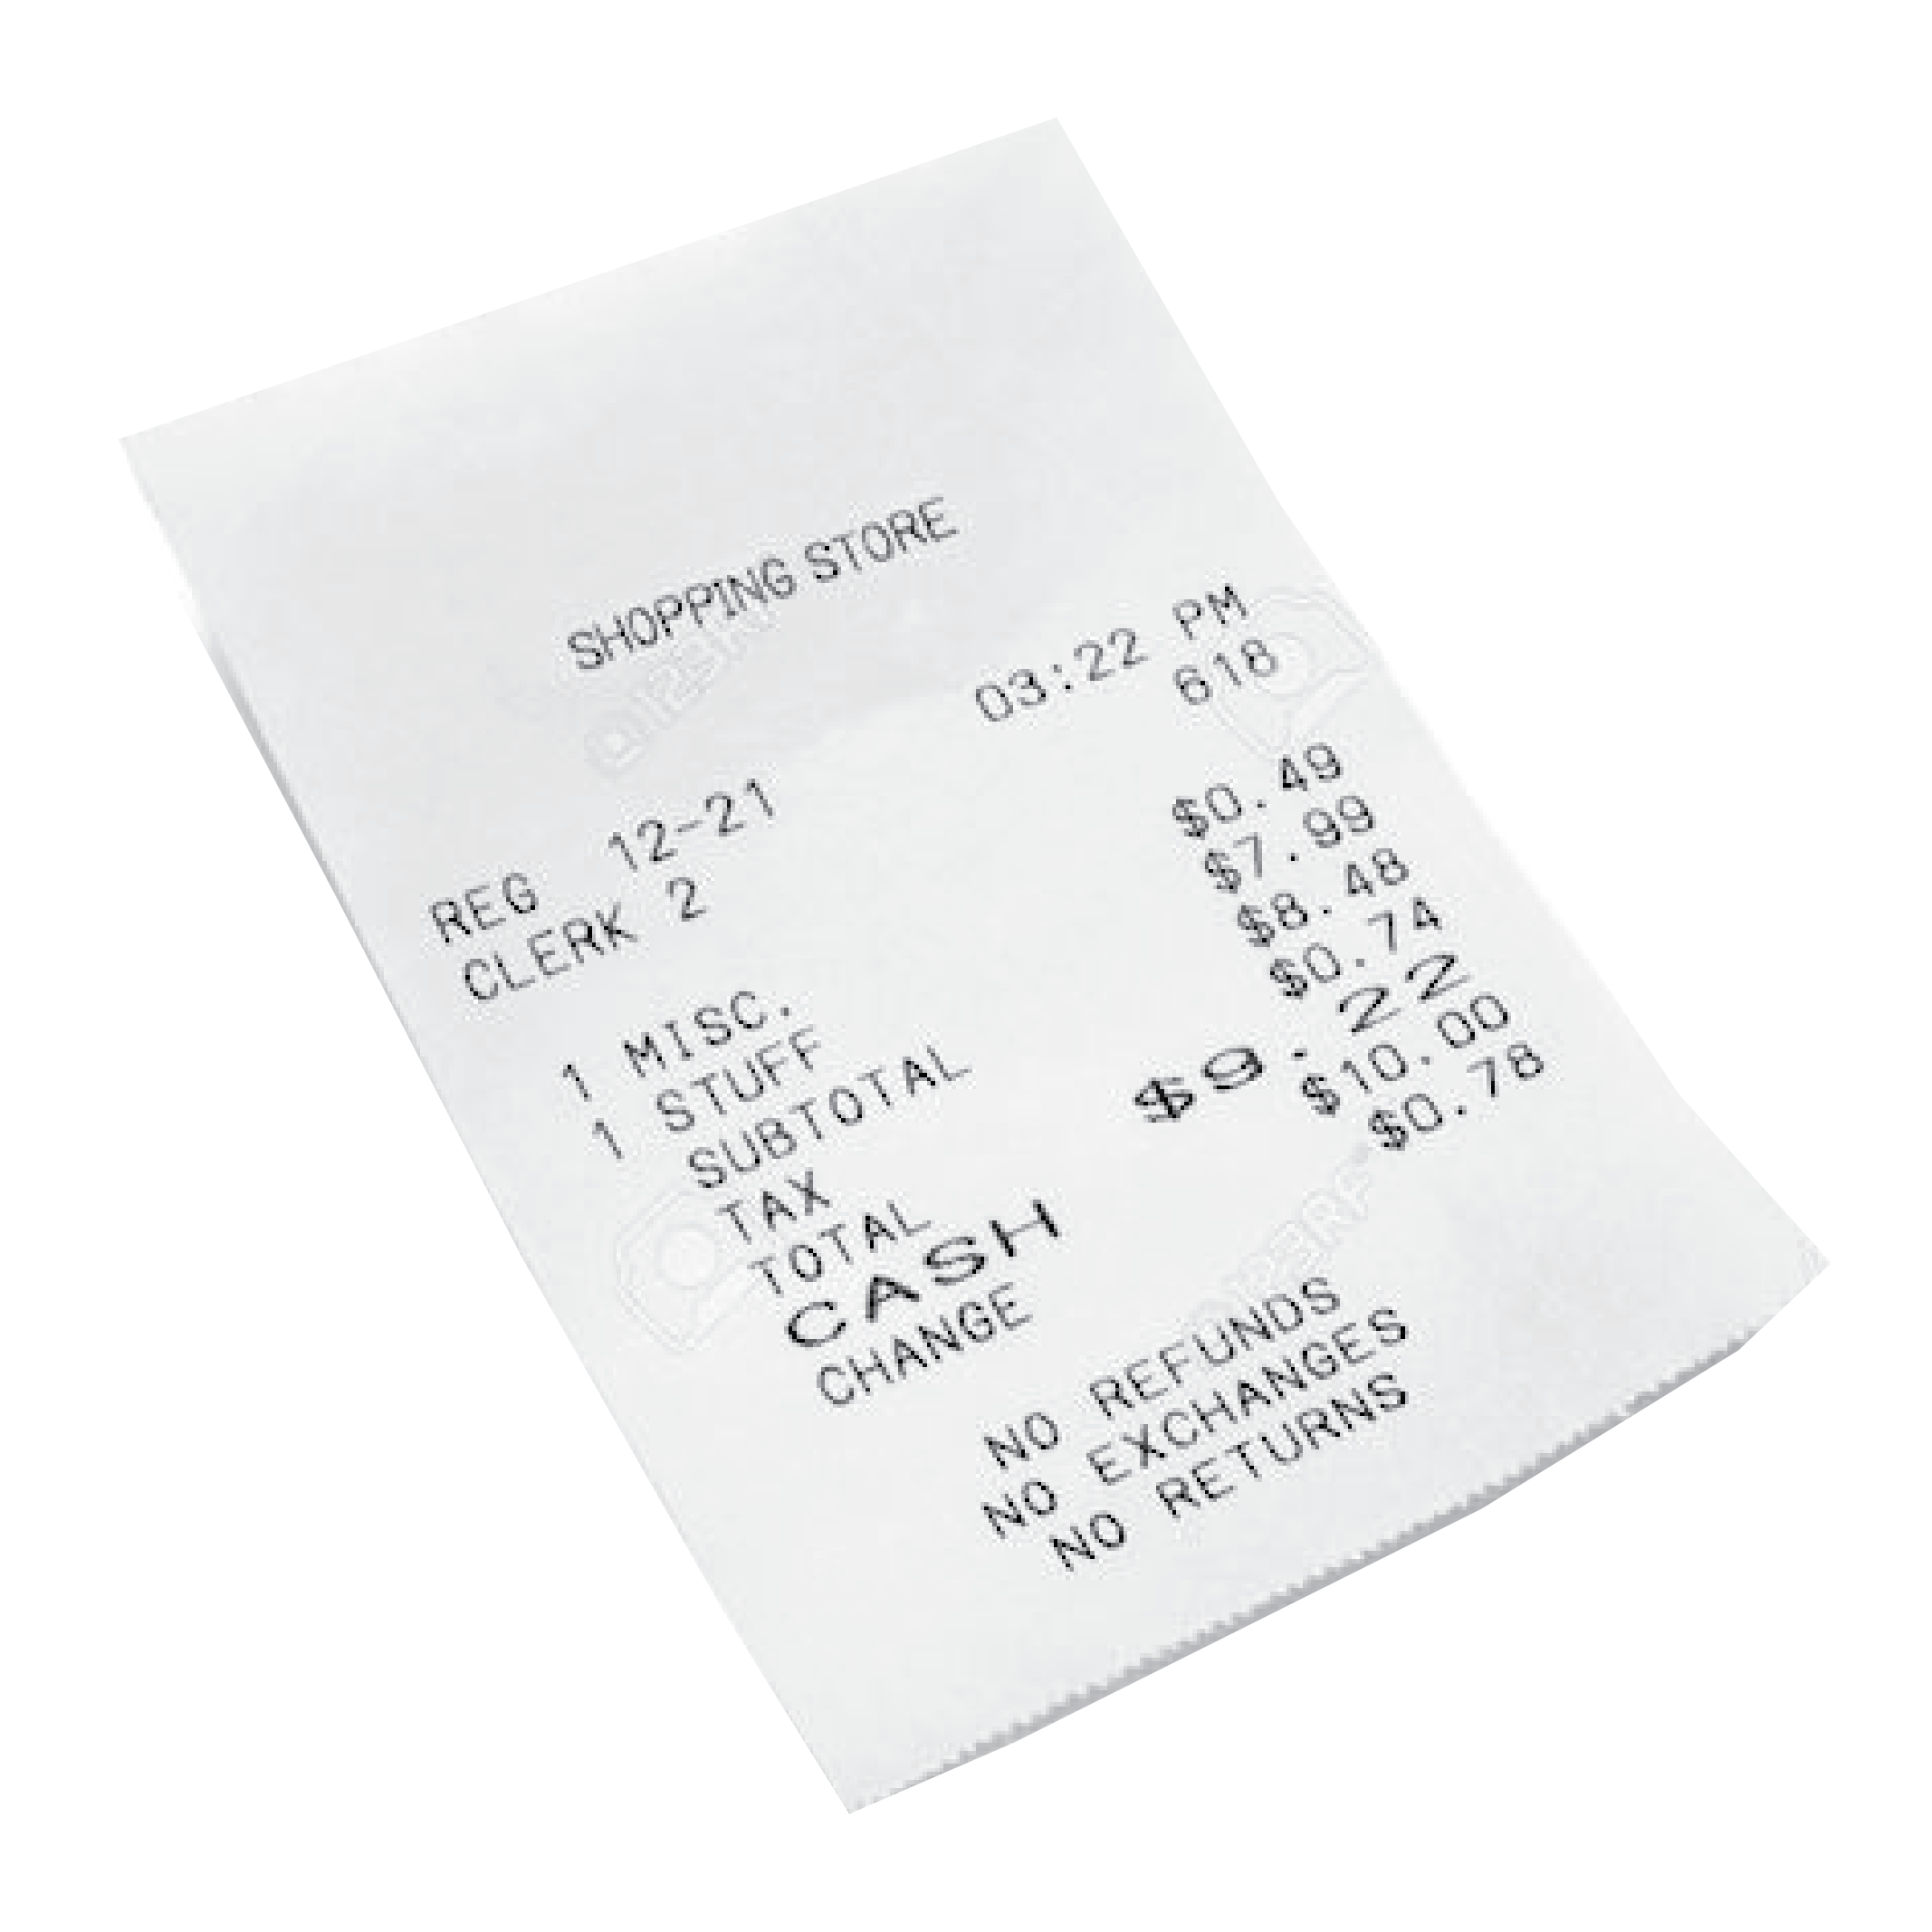 SHOPPING STORE
REG 12-21 03:22 PM
CLERK 2 618
1 MISC. $0.49
1 STUFF $7.99
SUBTOTAL $8.48
TAX $0.74
TOTAL $9.22
CASH $10.00
CHANGE $0.78
NO REFUNDS
NO EXCHANGES
NO RETURNS
123RF
123RF